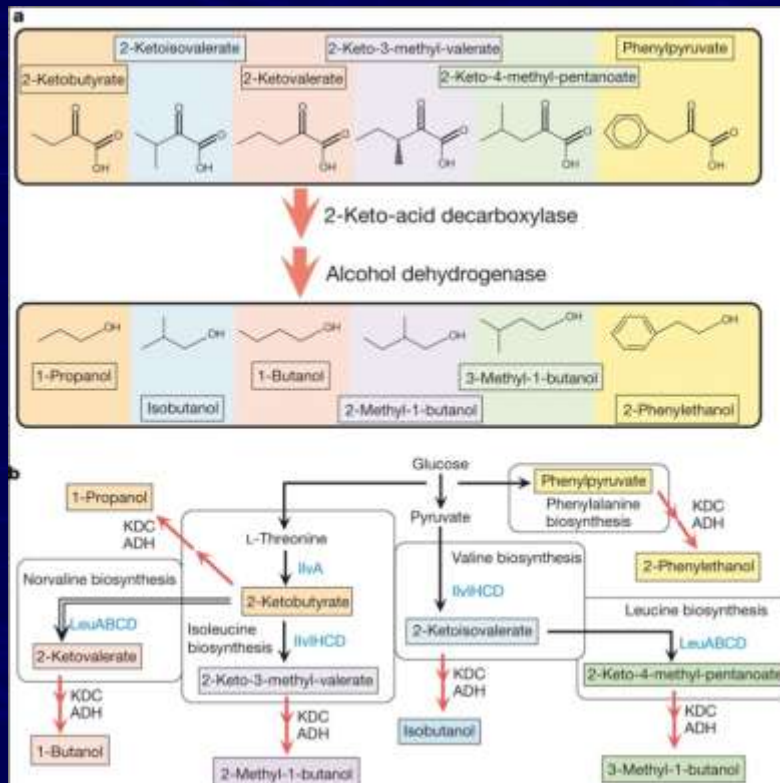 a
2-Ketoisovalerate
2-Keto-3-methyl-valerate
Phenylpyruvate
2-Ketobutyrate
2-Ketovalerate
2-Keto-4-methyl-pentanoate
O O O O O O
O O O O O O
OH OH OH OH OH OH
2-Keto-acid decarboxylase
Alcohol dehydrogenase
OH OH OH OH OH OH
1-Propanol
1-Butanol
3-Methyl-1-butanol
Isobutanol
2-Methyl-1-butanol
2-Phenylethanol
b
Glucose
1-Propanol
Phenylpyruvate
KDC
ADH
L-Threonine
Pyruvate
Phenylalanine
biosynthesis
KDC
ADH
IlvA
Valine biosynthesis
2-Phenylethanol
Norvaline biosynthesis
2-Ketobutyrate
IlvIHCD
Leucine biosynthesis
LeuABCD
Isoleucine
biosynthesis
IlvIHCD
2-Ketoisovalerate
LeuABCD
2-Ketovalerate
2-Keto-3-methyl-valerate
2-Keto-4-methyl-pentanoate
KDC
ADH
KDC
ADH
KDC
ADH
KDC
ADH
1-Butanol
2-Methyl-1-butanol
Isobutanol
3-Methyl-1-butanol